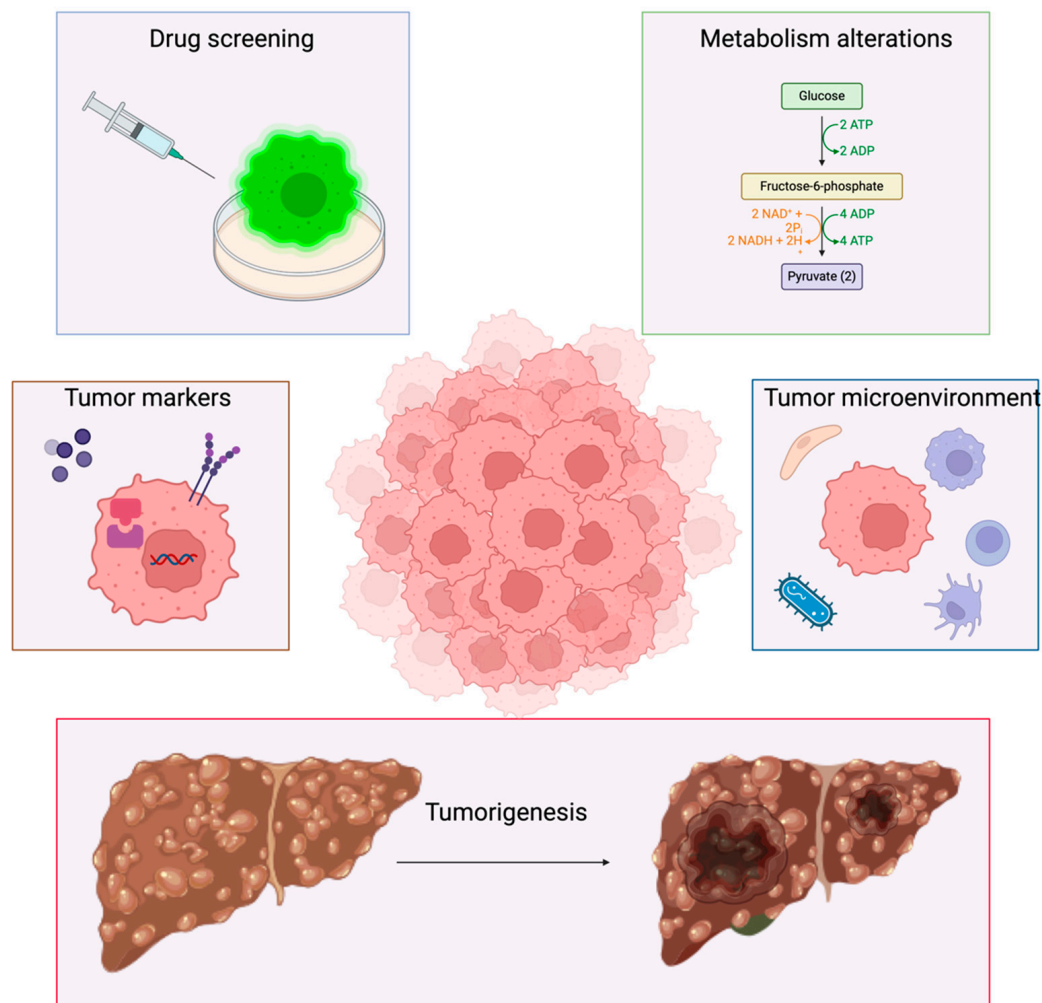 Drug screening
Metabolism alterations
Glucose
2 ATP
2 ADP
Fructose-6-phosphate
2 NAD⁺ +
2Pᵢ
2 NADH + 2H
+
4 ADP
4 ATP
Pyruvate (2)
Tumor markers
Tumor microenvironment
Tumorigenesis